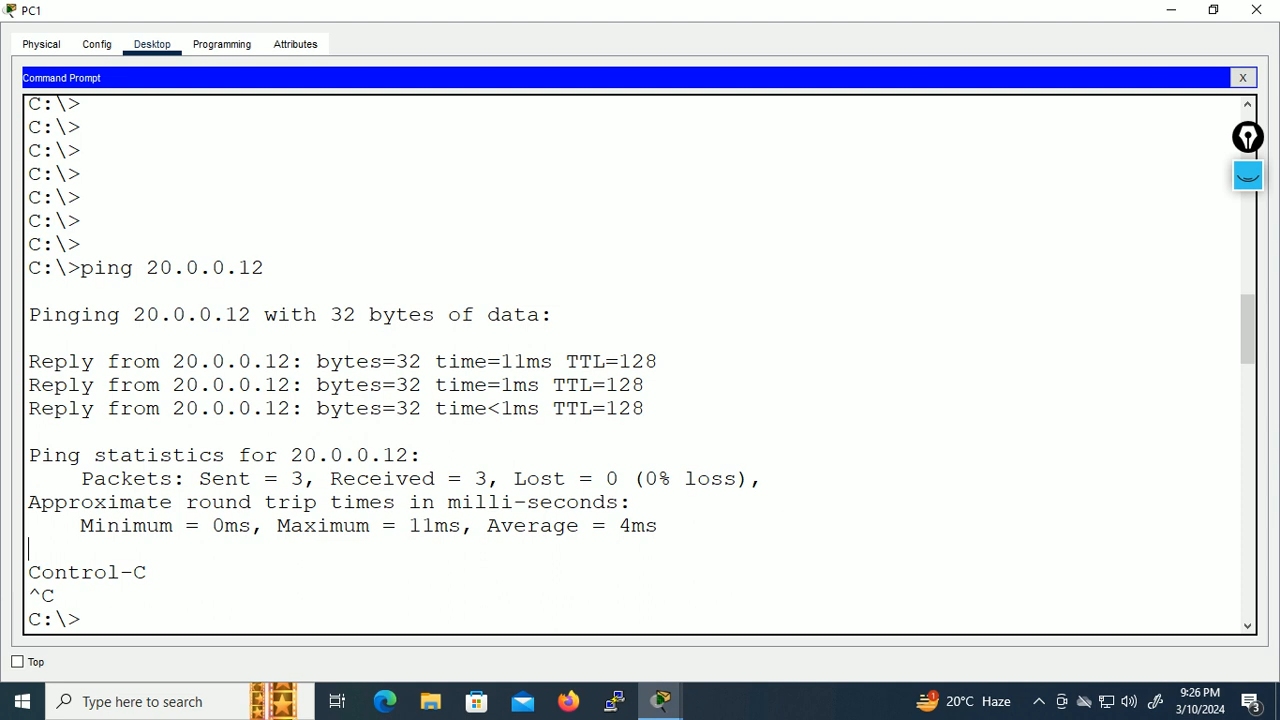 PC1
Physical Config Desktop Programming Attributes
Command Prompt
X
C:\>
C:\>
C:\>
C:\>
C:\>
C:\>
C:\>
C:\>ping 20.0.0.12
Pinging 20.0.0.12 with 32 bytes of data:
Reply from 20.0.0.12: bytes=32 time=11ms TTL=128
Reply from 20.0.0.12: bytes=32 time=1ms TTL=128
Reply from 20.0.0.12: bytes=32 time<1ms TTL=128
Ping statistics for 20.0.0.12:
Packets: Sent = 3, Received = 3, Lost = 0 (0% loss),
Approximate round trip times in milli-seconds:
Minimum = 0ms, Maximum = 11ms, Average = 4ms
Control-C
^C
C:\>
Top
Type here to search
1
20°C Haze
9:26 PM
3/10/2024
3